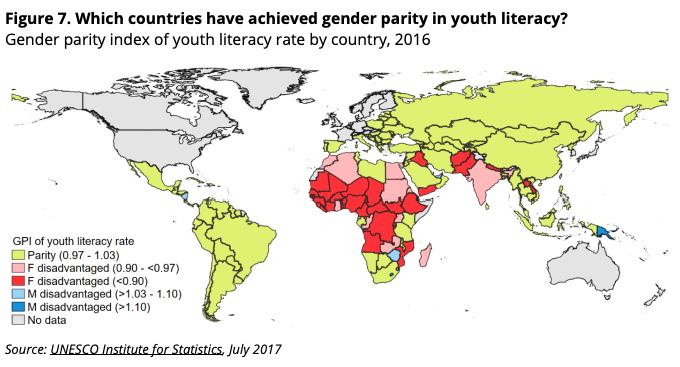 Figure 7. Which countries have achieved gender parity in youth literacy?
Gender parity index of youth literacy rate by country, 2016
GPI of youth literacy rate
Parity (0.97 - 1.03)
F disadvantaged (0.90 - <0.97)
F disadvantaged (<0.90)
M disadvantaged (>1.03 - 1.10)
M disadvantaged (>1.10)
No data
Source: UNESCO Institute for Statistics, July 2017